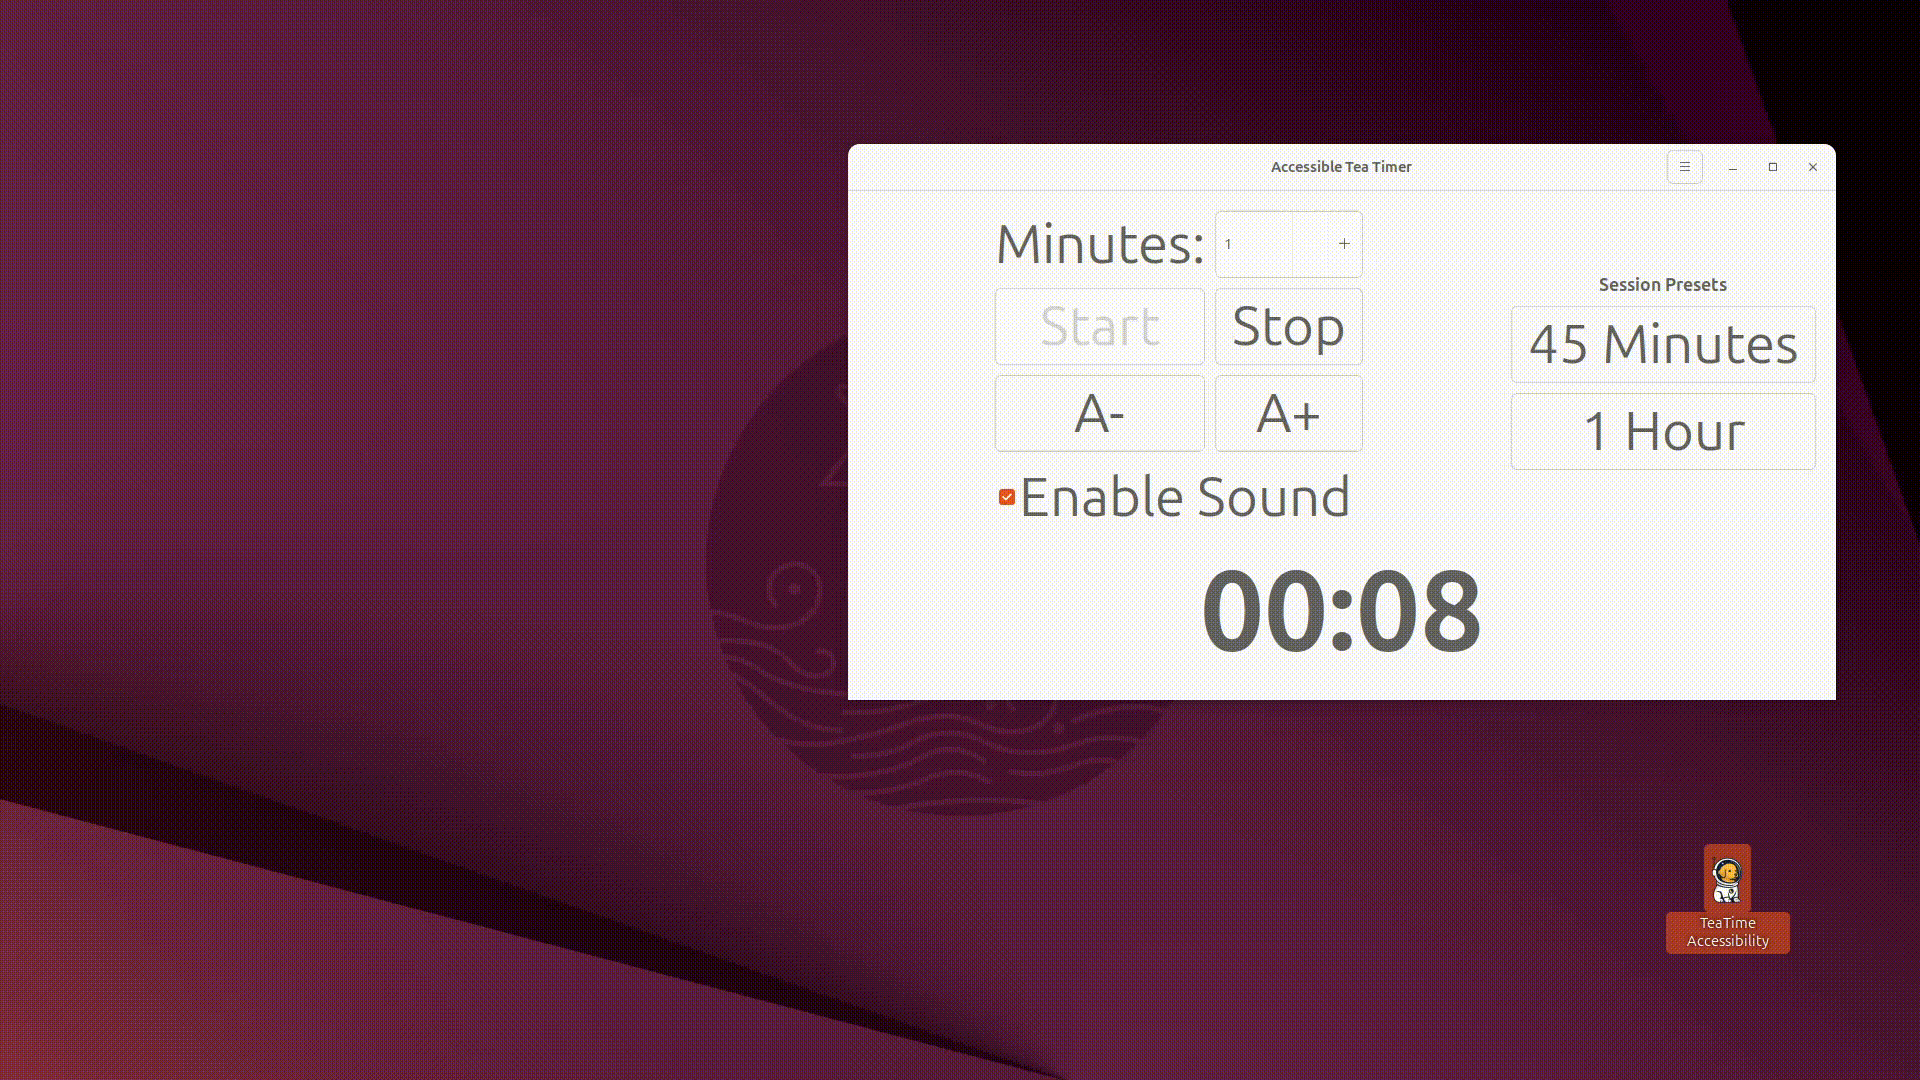 Accessible Tea Timer
Minutes: 1 +
Start Stop
A- A+
Enable Sound
Session Presets
45 Minutes
1 Hour
00:08
TeaTime
Accessibility